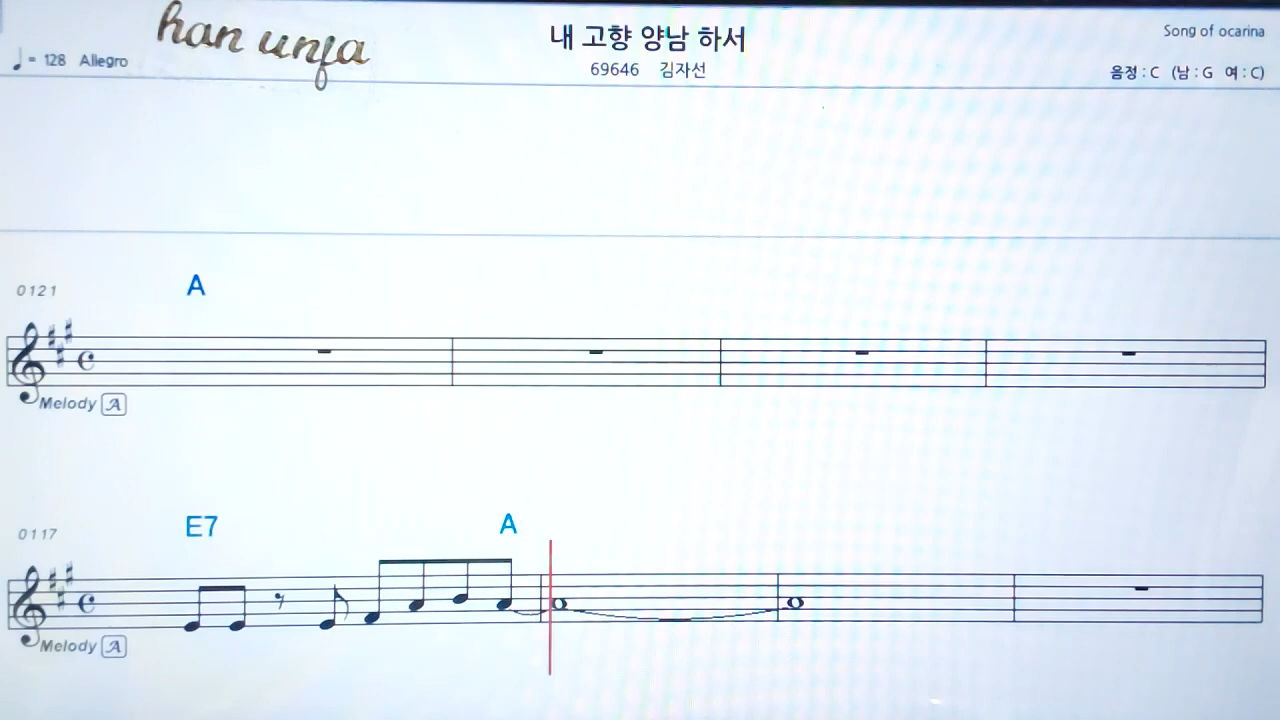 han unja
내 고향 양남 하서
Song of ocarina
♩= 128 Allegro
69646 김자선
음정 : C (남 : G 여 : C)
0121
A
Melody A
0117
E7 A
Melody A